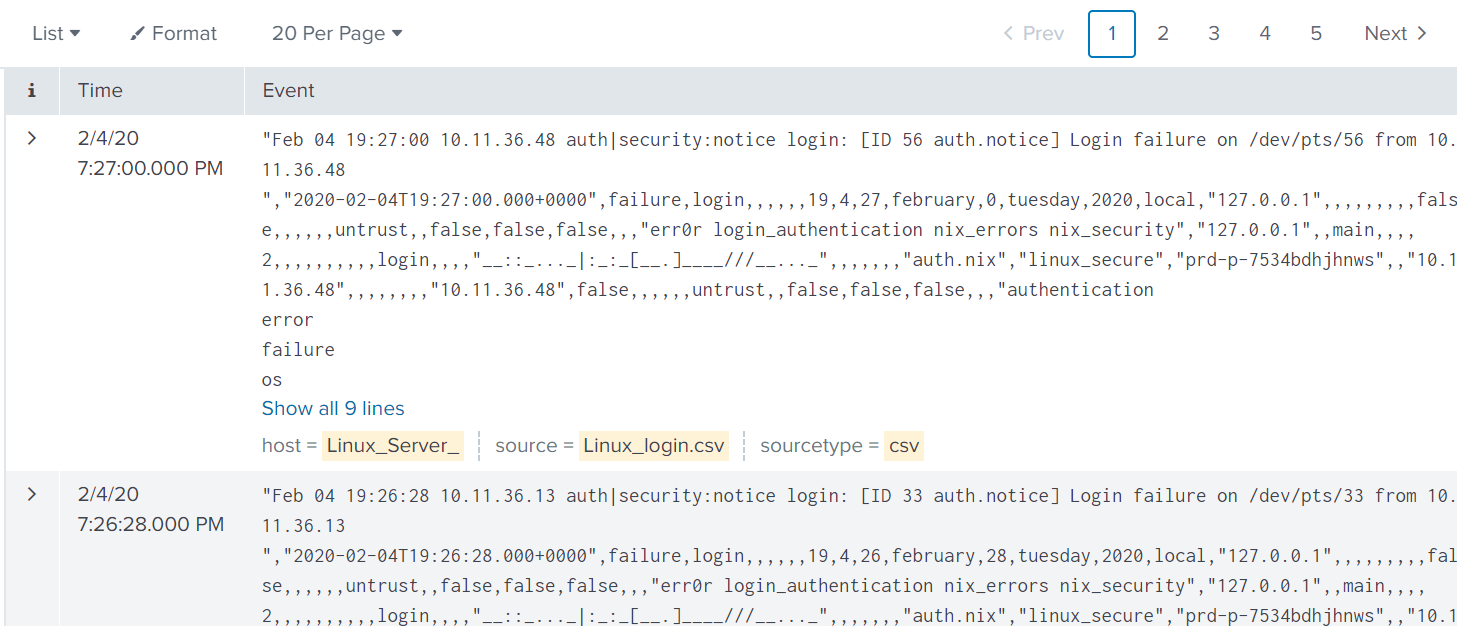 List Format 20 Per Page Prev 1 2 3 4 5 Next
i Time Event
2/4/20 "Feb 04 19:27:00 10.11.36.48 auth|security:notice login: [ID 56 auth.notice] Login failure on /dev/pts/56 from 10.
7:27:00.000 PM 11.36.48
","2020-02-04T19:27:00.000+0000",failure,login,,,,,,19,4,27,february,0,tuesday,2020,local,"127.0.0.1",,,,,,,,,fals
e,,,,,,untrust,,false,false,false,,,"err0r login_authentication nix_errors nix_security","127.0.0.1",,main,,,,
2,,,,,,,,,,login,,,,"__::_..._|:_:_[__.]____///__..._",,,,,,,"auth.nix","linux_secure","prd-p-7534bdhjhnws",,"10.1
1.36.48",,,,,,,,"10.11.36.48",false,,,,,,untrust,,false,false,false,,,"authentication
error
failure
os
Show all 9 lines
host = Linux_Server_ source = Linux_login.csv sourcetype = csv
2/4/20 "Feb 04 19:26:28 10.11.36.13 auth|security:notice login: [ID 33 auth.notice] Login failure on /dev/pts/33 from 10.
7:26:28.000 PM 11.36.13
","2020-02-04T19:26:28.000+0000",failure,login,,,,,,19,4,26,february,28,tuesday,2020,local,"127.0.0.1",,,,,,,,,fal
se,,,,,,untrust,,false,false,false,,,"err0r login_authentication nix_errors nix_security","127.0.0.1",,main,,,,
2,,,,,,,,,,login,,,,"__::_..._|:_:_[__.]____///__..._",,,,,,,"auth.nix","linux_secure","prd-p-7534bdhjhnws",,"10.1